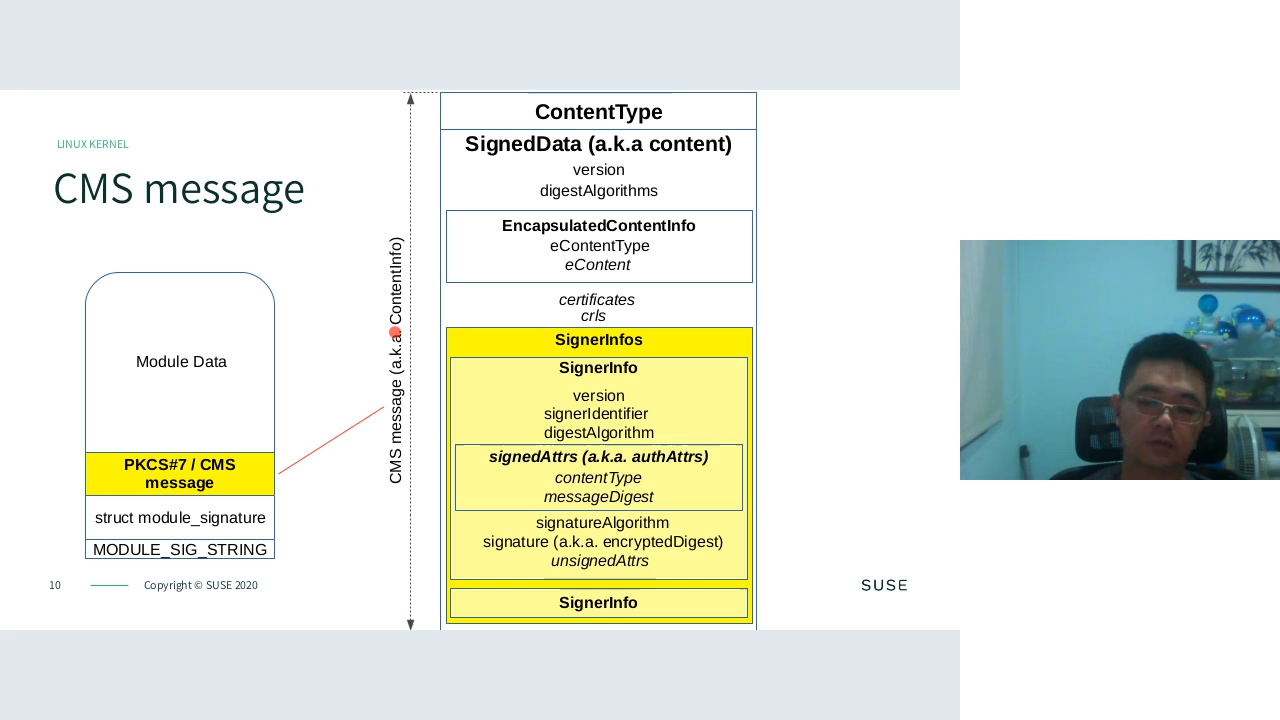 LINUX KERNEL
CMS message
Module Data
PKCS#7 / CMS
message
struct module_signature
MODULE_SIG_STRING
10
Copyright © SUSE 2020
CMS message (a.k.a. ContentInfo)
ContentType
SignedData (a.k.a content)
version
digestAlgorithms
EncapsulatedContentInfo
eContentType
eContent
certificates
crls
SignerInfos
SignerInfo
version
signerIdentifier
digestAlgorithm
signedAttrs (a.k.a. authAttrs)
contentType
messageDigest
signatureAlgorithm
signature (a.k.a. encryptedDigest)
unsignedAttrs
SignerInfo
SUSE